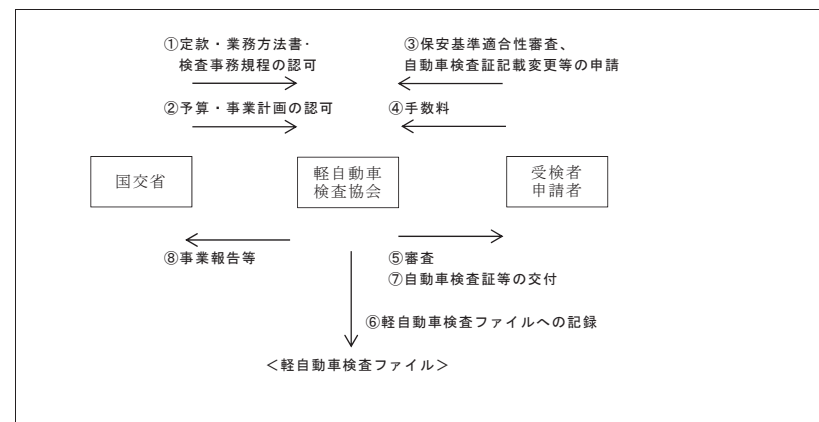 ①定款・業務方法書・
検査事務規程の認可
③保安基準適合性審査、
自動車検査証記載変更等の申請
②予算・事業計画の認可
④手数料
国交省
軽自動車
検査協会
受検者
申請者
⑧事業報告等
⑤審査
⑦自動車検査証等の交付
⑥軽自動車検査ファイルへの記録
＜軽自動車検査ファイル＞